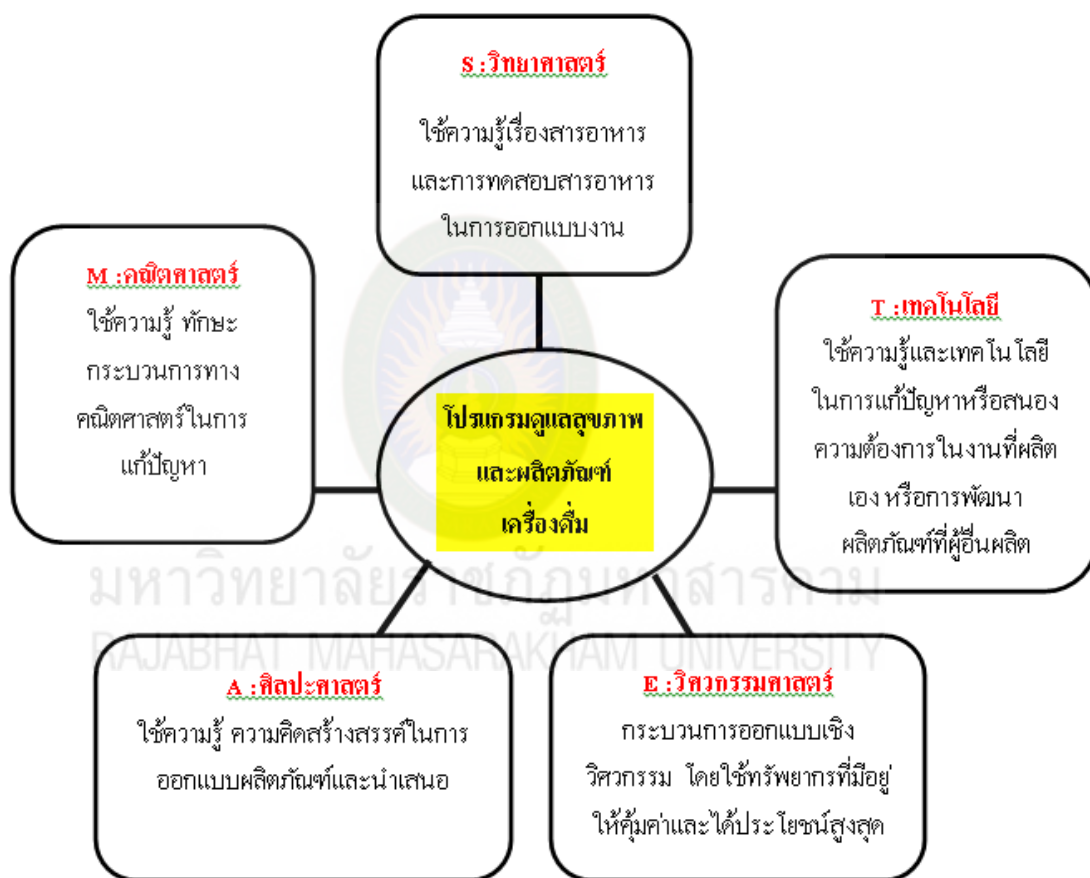 S :วิทยาศาสตร์
ใช้ความรู้เรื่องสารอาหาร
และการทดสอบสารอาหาร
ในการออกแบบงาน
M :คณิตศาสตร์
ใช้ความรู้ ทักษะ
กระบวนการทาง
คณิตศาสตร์ในการ
แก้ปัญหา
T :เทคโนโลยี
ใช้ความรู้และเทคโนโลยี
ในการแก้ปัญหาหรือสนอง
ความต้องการในงานที่ผลิต
เอง หรือการพัฒนา
ผลิตภัณฑ์ที่ผู้อื่นผลิต
โปรแกรมดูแลสุขภาพ
และผลิตภัณฑ์
เครื่องดื่ม
มหาวิทยาลัยราชภัฏมหาสารคาม
RAJABHAT MAHASARAKHAM UNIVERSITY
A :ศิลปะศาสตร์
ใช้ความรู้ ความคิดสร้างสรรค์ในการ
ออกแบบผลิตภัณฑ์และนำเสนอ
E :วิศวกรรมศาสตร์
กระบวนการออกแบบเชิง
วิศวกรรม โดยใช้ทรัพยากรที่มีอยู่
ให้คุ้มค่าและได้ประโยชน์สูงสุด